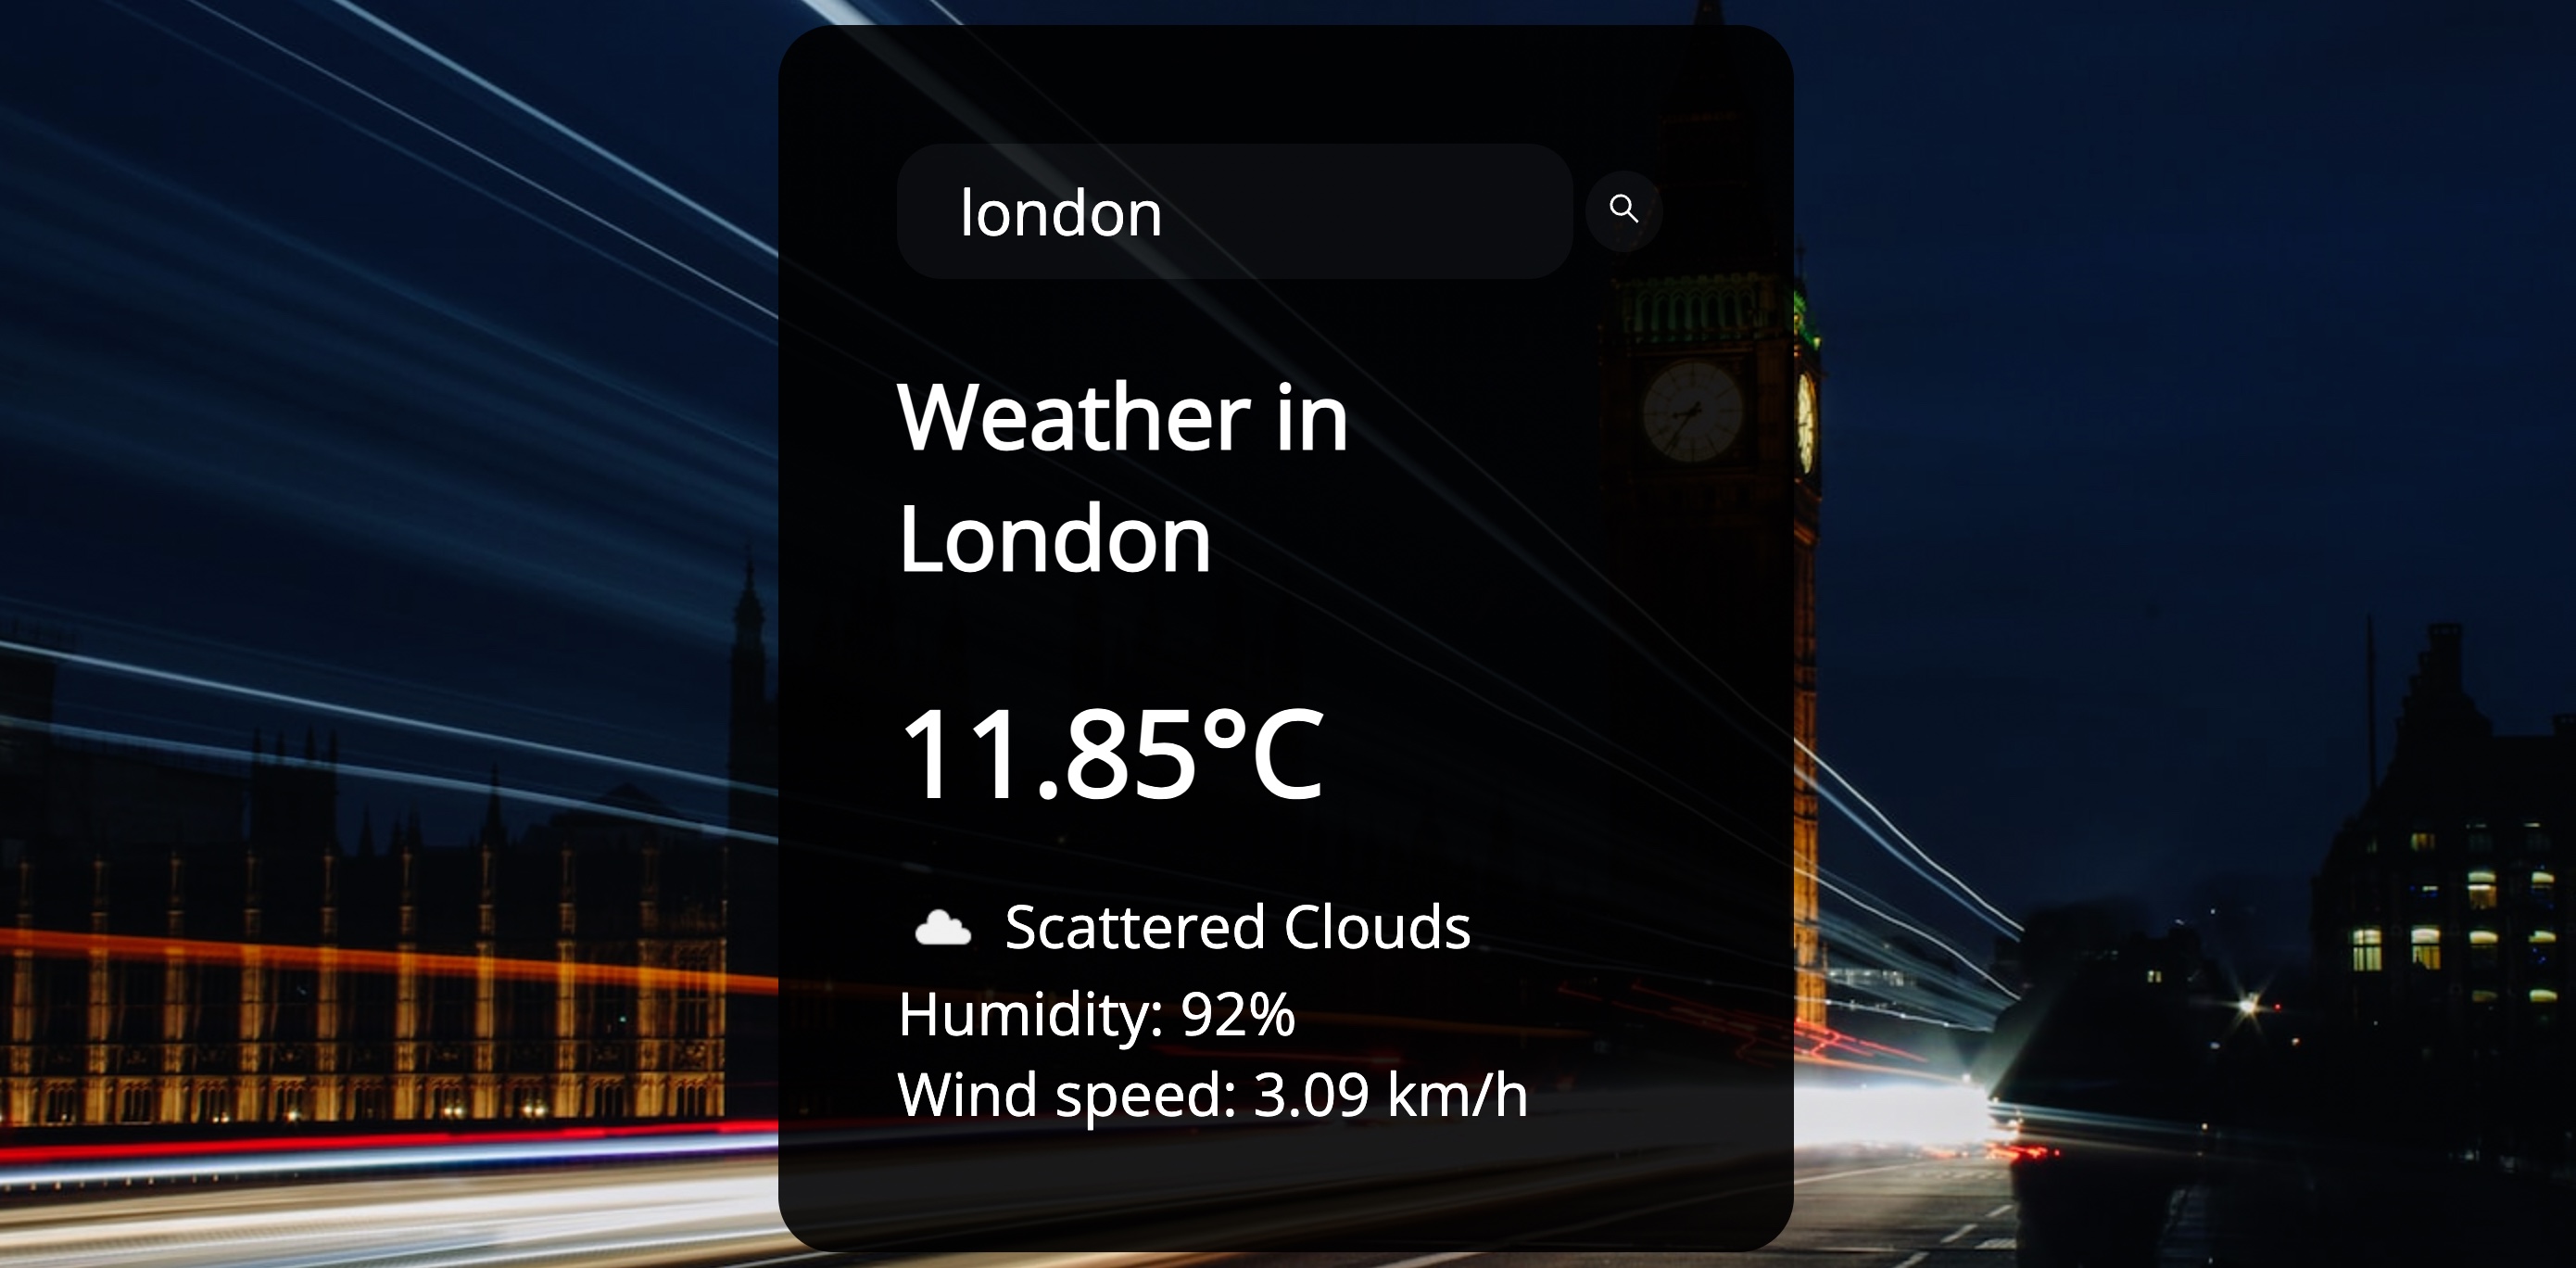 london
Weather in
London
11.85°C
Scattered Clouds
Humidity: 92%
Wind speed: 3.09 km/h